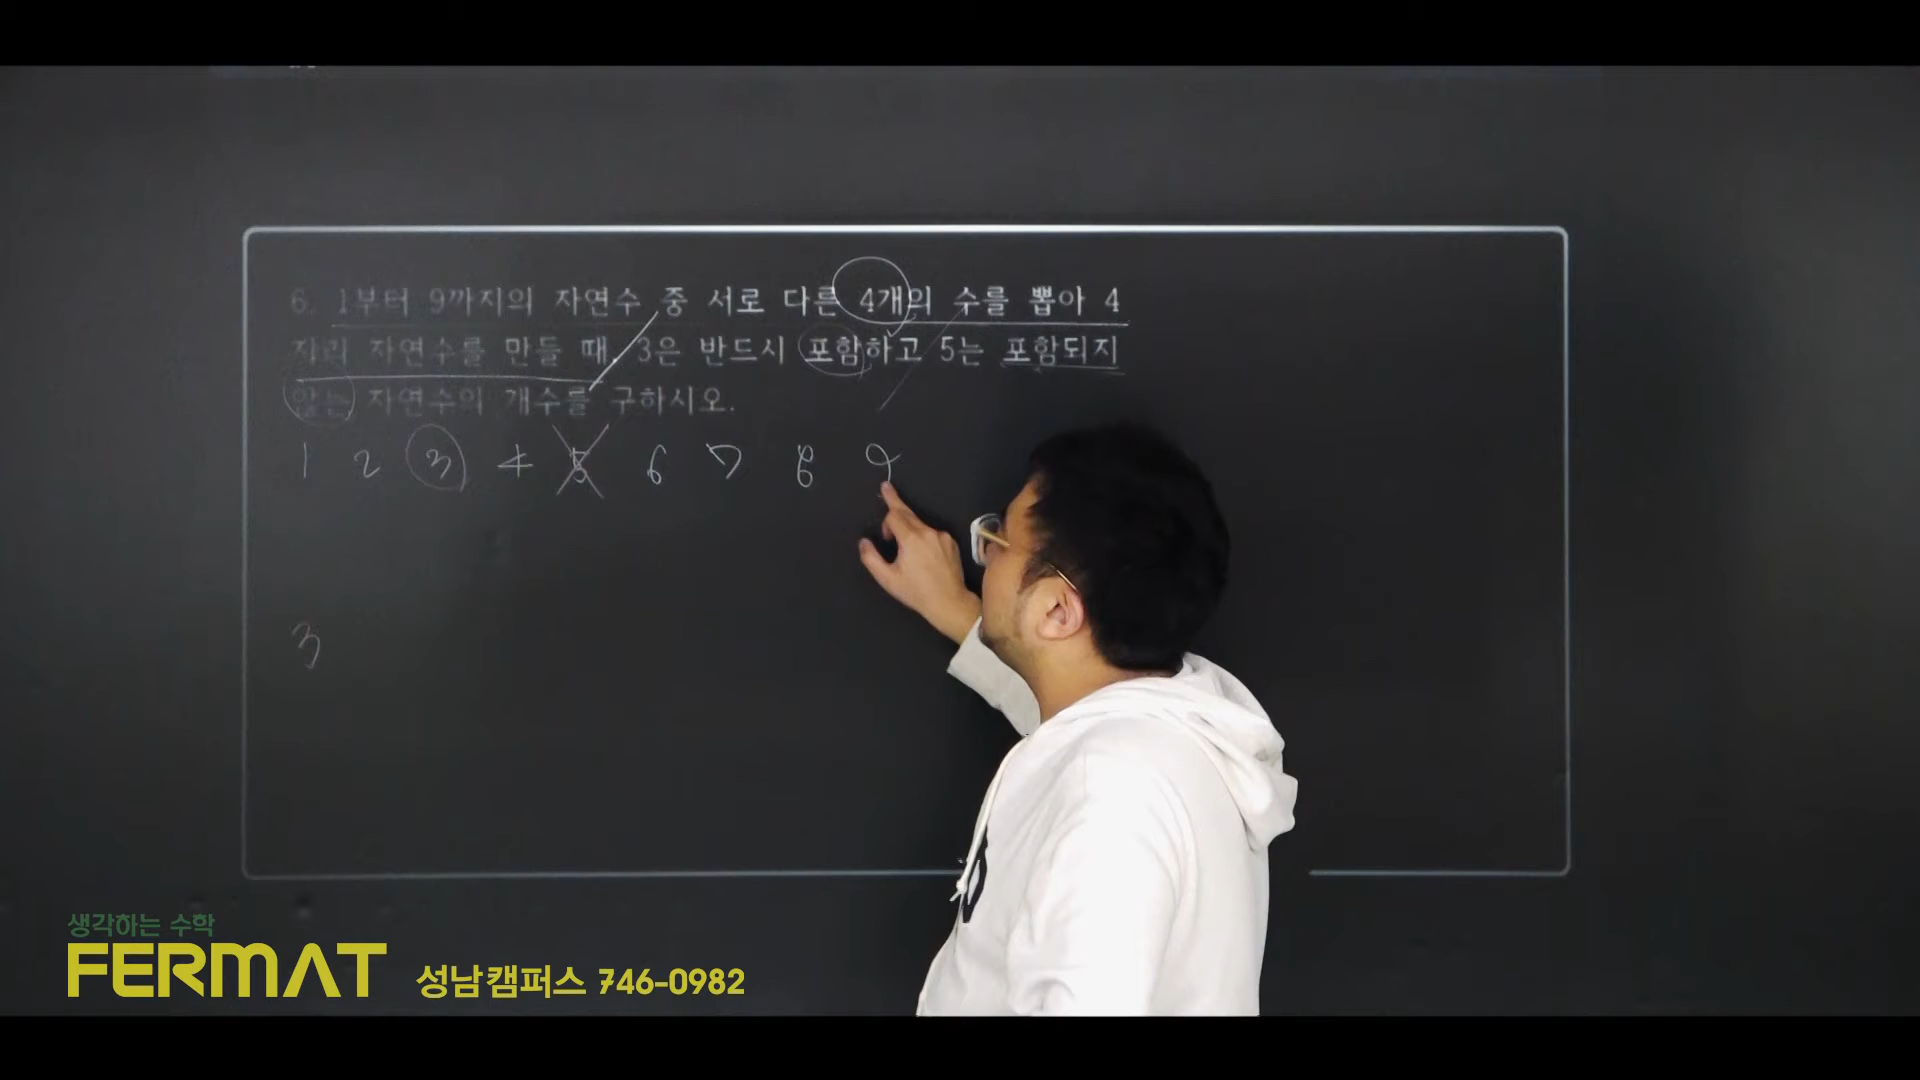 6. 1부터 9까지의 자연수 중 서로 다른 4개의 수를 뽑아 4
자리 자연수를 만들 때, 3은 반드시 포함하고 5는 포함되지
않는 자연수의 개수를 구하시오.
1 2 3 4 5 6 7 8 9
3
생각하는 수학
FERMAT 성남캠퍼스 746-0982